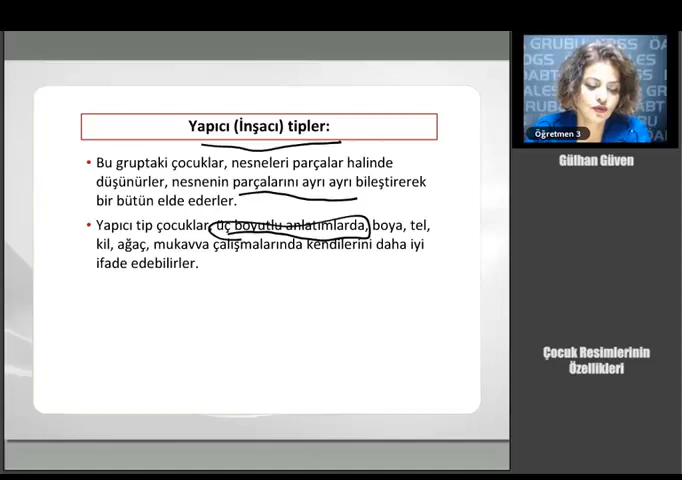 Yapıcı (İnşacı) tipler:
• Bu gruptaki çocuklar, nesneleri parçalar halinde
düşünürler, nesnenin parçalarını ayrı ayrı bileştirerek
bir bütün elde ederler.
• Yapıcı tip çocuklar, üç boyutlu anlatımlarda, boya, tel,
kil, ağaç, mukavva çalışmalarında kendilerini daha iyi
ifade edebilirler.
Öğretmen 3
Gülhan Güven
Çocuk Resimlerinin
Özellikleri